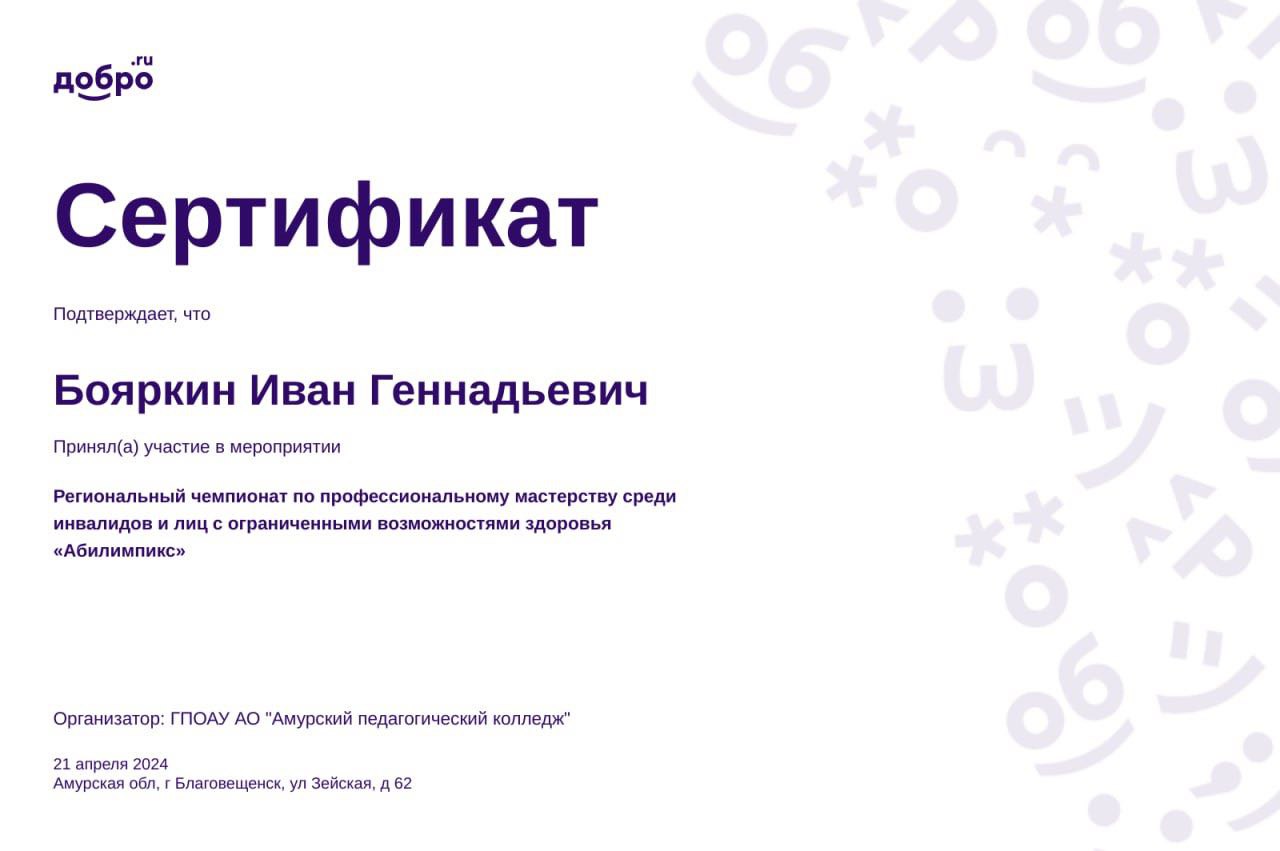 добро.ru
Сертификат
Подтверждает, что
Бояркин Иван Геннадьевич
Принял(а) участие в мероприятии
Региональный чемпионат по профессиональному мастерству среди
инвалидов и лиц с ограниченными возможностями здоровья
«Абилимпикс»
Организатор: ГПОАУ АО "Амурский педагогический колледж"
21 апреля 2024
Амурская обл, г Благовещенск, ул Зейская, д 62